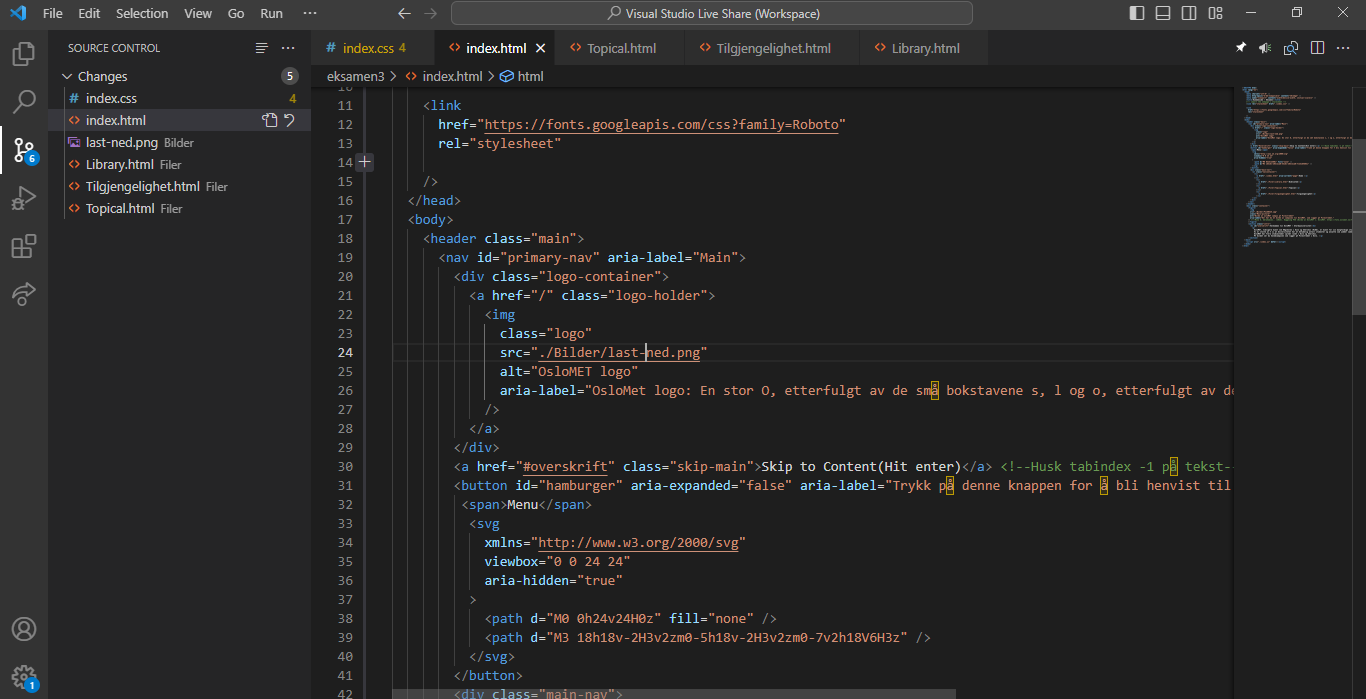 File Edit Selection View Go Run ··· Visual Studio Live Share (Workspace)
SOURCE CONTROL
Changes 5
# index.css 4
index.html
last-ned.png Bilder
Library.html Filer
Tilgjengelighet.html Filer
Topical.html Filer
6
1
# index.css 4 <> index.html <> Topical.html <> Tilgjengelighet.html <> Library.html
eksamen3 > <> index.html > html
10
11 <link
12 href="https://fonts.googleapis.com/css?family=Roboto"
13 rel="stylesheet"
14
15 />
16 </head>
17 <body>
18 <header class="main">
19 <nav id="primary-nav" aria-label="Main">
20 <div class="logo-container">
21 <a href="/" class="logo-holder">
22 <img
23 class="logo"
24 src="./Bilder/last-ned.png"
25 alt="OsloMET logo"
26 aria-label="OsloMet logo: En stor O, etterfulgt av de små bokstavene s, l og o, etterfulgt av de
27 />
28 </a>
29 </div>
30 <a href="#overskrift" class="skip-main">Skip to Content(Hit enter)</a> <!--Husk tabindex -1 på tekst--
31 <button id="hamburger" aria-expanded="false" aria-label="Trykk på denne knappen for å bli henvist til
32 <span>Menu</span>
33 <svg
34 xmlns="http://www.w3.org/2000/svg"
35 viewbox="0 0 24 24"
36 aria-hidden="true"
37 >
38 <path d="M0 0h24v24H0z" fill="none" />
39 <path d="M3 18h18v-2H3v2zm0-5h18v-2H3v2zm0-7v2h18V6H3z" />
40 </svg>
41 </button>
42 <div class="main-nav">